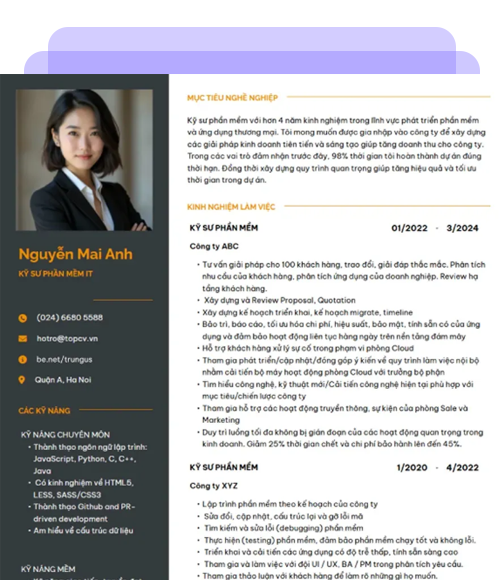 Nguyễn Mai Anh
KỸ SƯ PHẦN MỀM IT
(024) 6680 5588
hotro@topcv.vn
be.net/trungus
Quận A, Ha Noi
CÁC KỸ NĂNG
KỸ NĂNG CHUYÊN MÔN
• Thành thạo ngôn ngữ lập trình:
JavaScript, Python, C, C++,
Java
• Có kinh nghiệm về HTML5,
LESS, SASS/CSS3
• Thành thạo Github and PR-
driven development
• Am hiểu về cấu trúc dữ liệu
KỸ NĂNG MỀM
MỤC TIÊU NGHỀ NGHIỆP
Kỹ sư phần mềm với hơn 4 năm kinh nghiệm trong lĩnh vực phát triển phần mềm
và ứng dụng thương mại. Tôi mong muốn được gia nhập vào công ty để xây dựng
các giải pháp kinh doanh tiên tiến và sáng tạo giúp tăng doanh thu cho công ty.
Trong các vai trò đảm nhận trước đây, 98% thời gian tôi hoàn thành dự án đúng
thời hạn. Đồng thời xây dựng quy trình quan trọng giúp tăng hiệu quả và tối ưu
thời gian trong dự án.
KINH NGHIỆM LÀM VIỆC
KỸ SƯ PHẦN MỀM 01/2022 - 3/2024
Công ty ABC
• Tư vấn giải pháp cho 100 khách hàng, trao đổi, giải đáp thắc mắc. Phân tích
nhu cầu của khách hàng, phân tích ứng dụng của doanh nghiệp. Review hạ
tầng khách hàng.
• Xây dựng và Review Proposal, Quotation
• Xây dựng kế hoạch triển khai, kế hoạch migrate, timeline
• Bảo trì, báo cáo, tối ưu hóa chi phí, hiệu suất, bảo mật, tính sẵn có của ứng
dụng và đảm bảo hoạt động liên tục hàng ngày trên nền tảng đám mây
• Hỗ trợ khách hàng xử lý sự cố trong phạm vi phòng Cloud
• Tham gia phát triển/cập nhật/đóng góp ý kiến về quy trình làm việc nội bộ
nhằm cải tiến bộ máy hoạt động phòng Cloud với trưởng bộ phận
• Tìm hiểu công nghệ, kỹ thuật mới/Cải tiến công nghệ hiện tại phù hợp với
mục tiêu/chiến lược công ty
• Tham gia hỗ trợ các hoạt động truyền thông, sự kiện của phòng Sale và
Marketing
• Duy trì luồng tối đa không bị gián đoạn của các hoạt động quan trọng trong
kinh doanh. Giảm 25% thời gian chết và chi phí bảo hành lên đến 45%.
KỸ SƯ PHẦN MỀM 1/2020 - 4/2022
Công ty XYZ
• Lập trình phần mềm theo kế hoạch của công ty
• Sửa đổi, cập nhật, cấu trúc lại và gỡ lỗi mã
• Tìm kiếm và sửa lỗi (debugging) phần mềm
• Thực hiện (testing) phần mềm, đảm bảo phần mềm chạy tốt và không lỗi.
• Triển khai và cải tiến các ứng dụng có độ trễ thấp, tính sẵn sàng cao
• Tham gia và làm việc với đội UI / UX, BA / PM trong phân tích yêu cầu.
• Tham gia thảo luận với khách hàng để làm rõ những gì họ muốn.